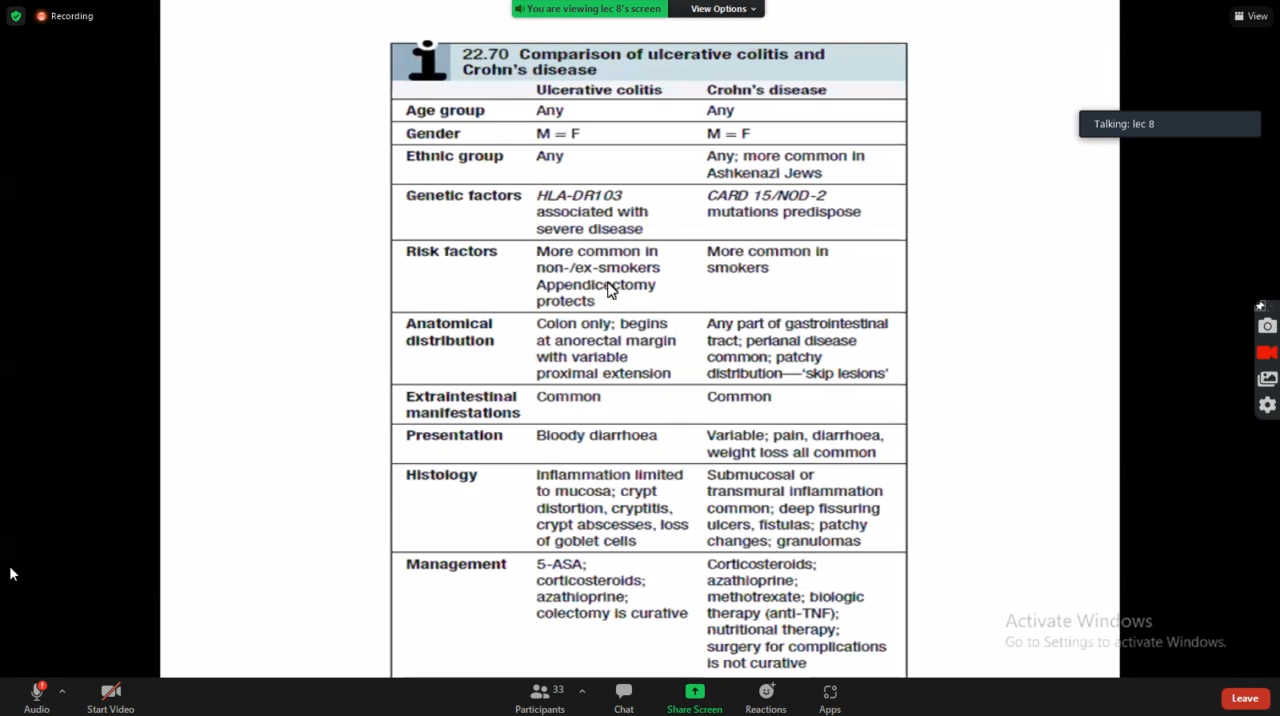 Recording
You are viewing lec 8's screen
View Options
View
22.70 Comparison of ulcerative colitis and
Crohn's disease
Ulcerative colitis Crohn's disease
Age group Any Any
Gender M = F M = F
Ethnic group Any Any; more common in
Ashkenazi Jews
Genetic factors HLA-DR103 CARD 15/NOD-2
associated with mutations predispose
severe disease
Risk factors More common in More common in
non-/ex-smokers smokers
Appendicectomy
protects
Anatomical Colon only; begins Any part of gastrointestinal
distribution at anorectal margin tract; perianal disease
with variable common; patchy
proximal extension distribution—'skip lesions'
Extraintestinal Common Common
manifestations
Presentation Bloody diarrhoea Variable; pain, diarrhoea,
weight loss all common
Histology Inflammation limited Submucosal or
to mucosa; crypt transmural inflammation
distortion, cryptitis, common; deep fissuring
crypt abscesses, loss ulcers, fistulas; patchy
of goblet cells changes; granulomas
Management 5-ASA; Corticosteroids;
corticosteroids; azathioprine;
azathioprine; methotrexate; biologic
colectomy is curative therapy (anti-TNF);
nutritional therapy;
surgery for complications
is not curative
Talking: lec 8
Activate Windows
Go to Settings to activate Windows.
Audio
Start Video
33
Participants
Chat
Share Screen
Reactions
Apps
Leave